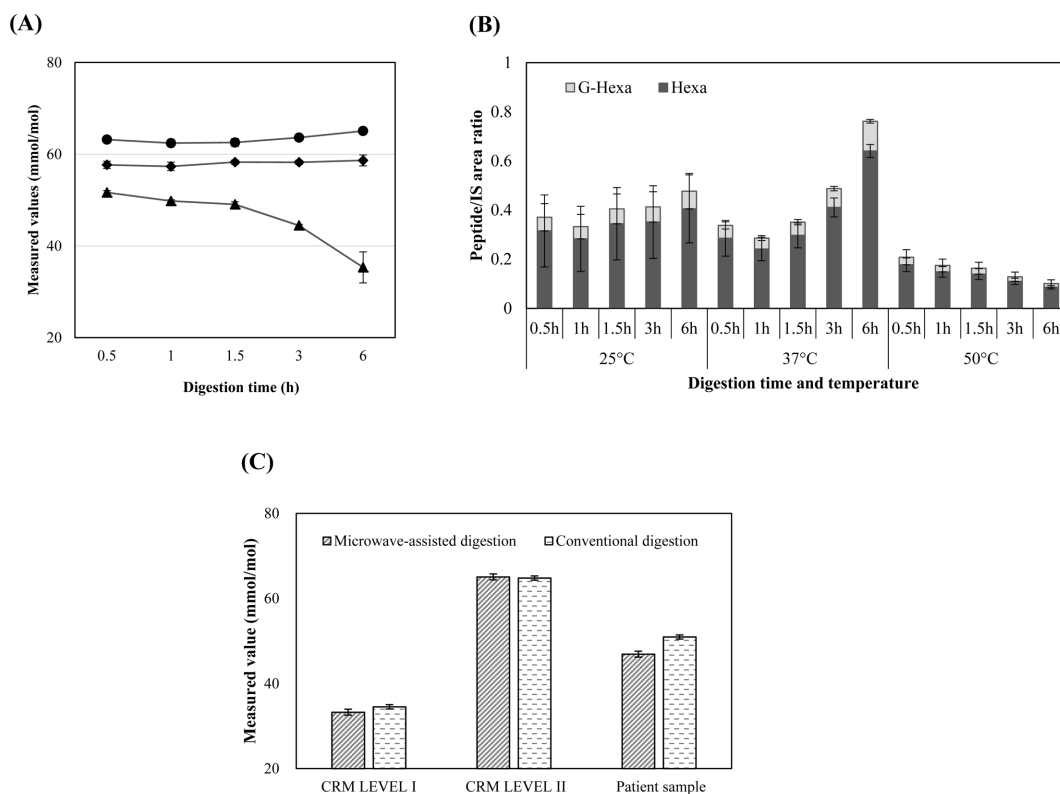 (A)
80
60
40
20
Measured values (mmol/mol)
0.5 1 1.5 3 6
Digestion time (h)
(B)
1
0.8
0.6
0.4
0.2
0
Peptide/IS area ratio
G-Hexa Hexa
0.5h 1h 1.5h 3h 6h 0.5h 1h 1.5h 3h 6h 0.5h 1h 1.5h 3h 6h
25°C 37°C 50°C
Digestion time and temperature
(C)
80
60
40
20
Measured value (mmol/mol)
Microwave-assisted digestion Conventional digestion
CRM LEVEL I CRM LEVEL II Patient sample